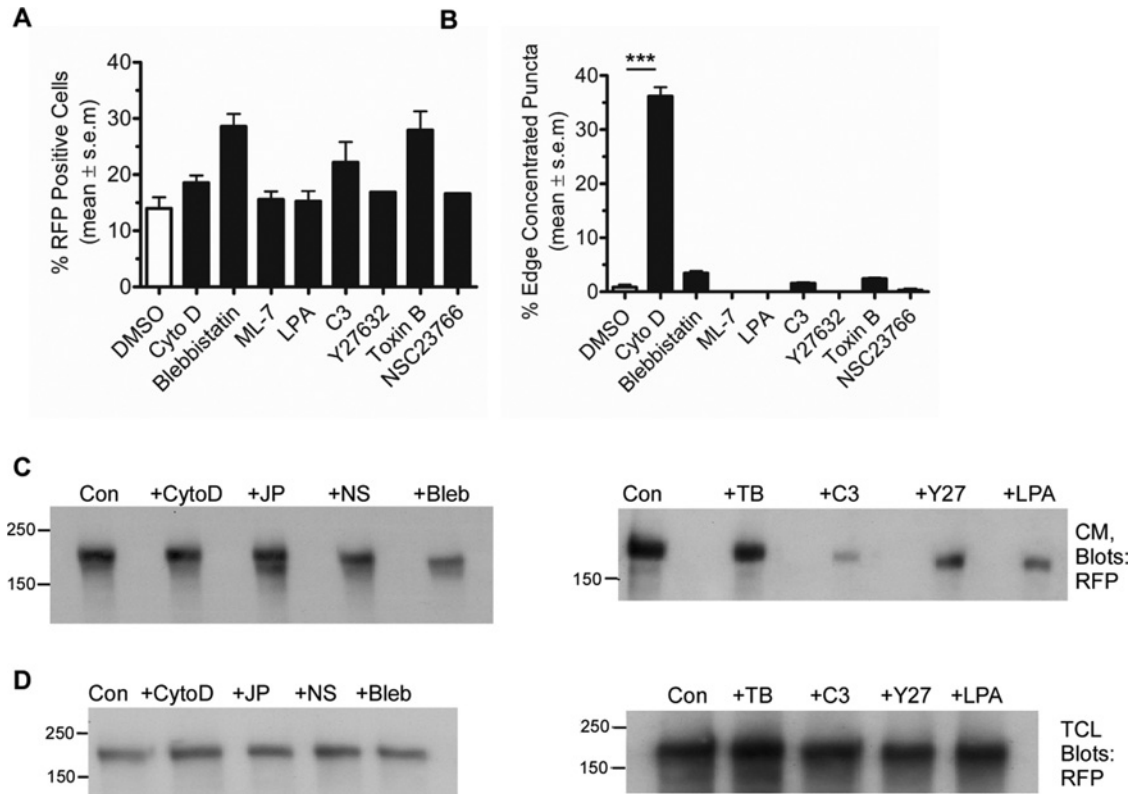 A
% RFP Positive Cells
(mean ± s.e.m)
40
30
20
10
0
DMSO
Cyto D
Blebbistatin
ML-7
LPA
C3
Y27632
Toxin B
NSC23766
B
% Edge Concentrated Puncta
(mean ± s.e.m)
***
40
30
20
10
0
DMSO
Cyto D
Blebbistatin
ML-7
LPA
C3
Y27632
Toxin B
NSC23766
C
Con +CytoD +JP +NS +Bleb
250
150
Con +TB +C3 +Y27 +LPA
150
CM,
Blots:
RFP
D
Con +CytoD +JP +NS +Bleb
250
150
Con +TB +C3 +Y27 +LPA
250
150
TCL
Blots:
RFP